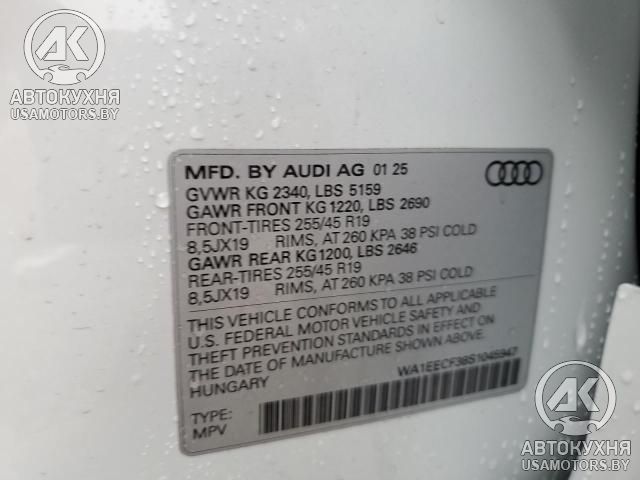 АК
АВТОКУХНЯ
USAMOTORS.BY
MFD. BY AUDI AG 01 25
GVWR KG 2340, LBS 5159
GAWR FRONT KG 1220, LBS 2690
FRONT-TIRES 255/45 R19
8,5JX19 RIMS, AT 260 KPA 38 PSI COLD
GAWR REAR KG1200, LBS 2646
REAR-TIRES 255/45 R19
8,5JX19 RIMS, AT 260 KPA 38 PSI COLD
THIS VEHICLE CONFORMS TO ALL APPLICABLE
U.S. FEDERAL MOTOR VEHICLE SAFETY AND
THEFT PREVENTION STANDARDS IN EFFECT ON
THE DATE OF MANUFACTURE SHOWN ABOVE.
HUNGARY
WA1EECF38S1045947
TYPE:
MPV
АК
АВТОКУХНЯ
USAMOTORS.BY